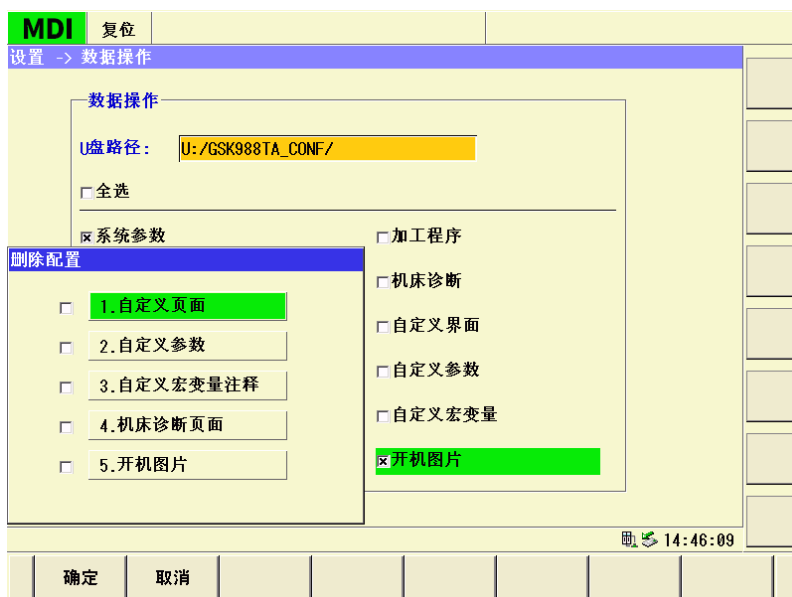 MDI 复位
设置 -> 数据操作
数据操作
U盘路径: U:/GSK988TA_CONF/
全选
系统参数 加工程序
删除配置
机床诊断
1.自定义页面
自定义界面
2.自定义参数
自定义参数
3.自定义宏变量注释
自定义宏变量
4.机床诊断页面
5.开机图片
开机图片
14:46:09
确定 取消